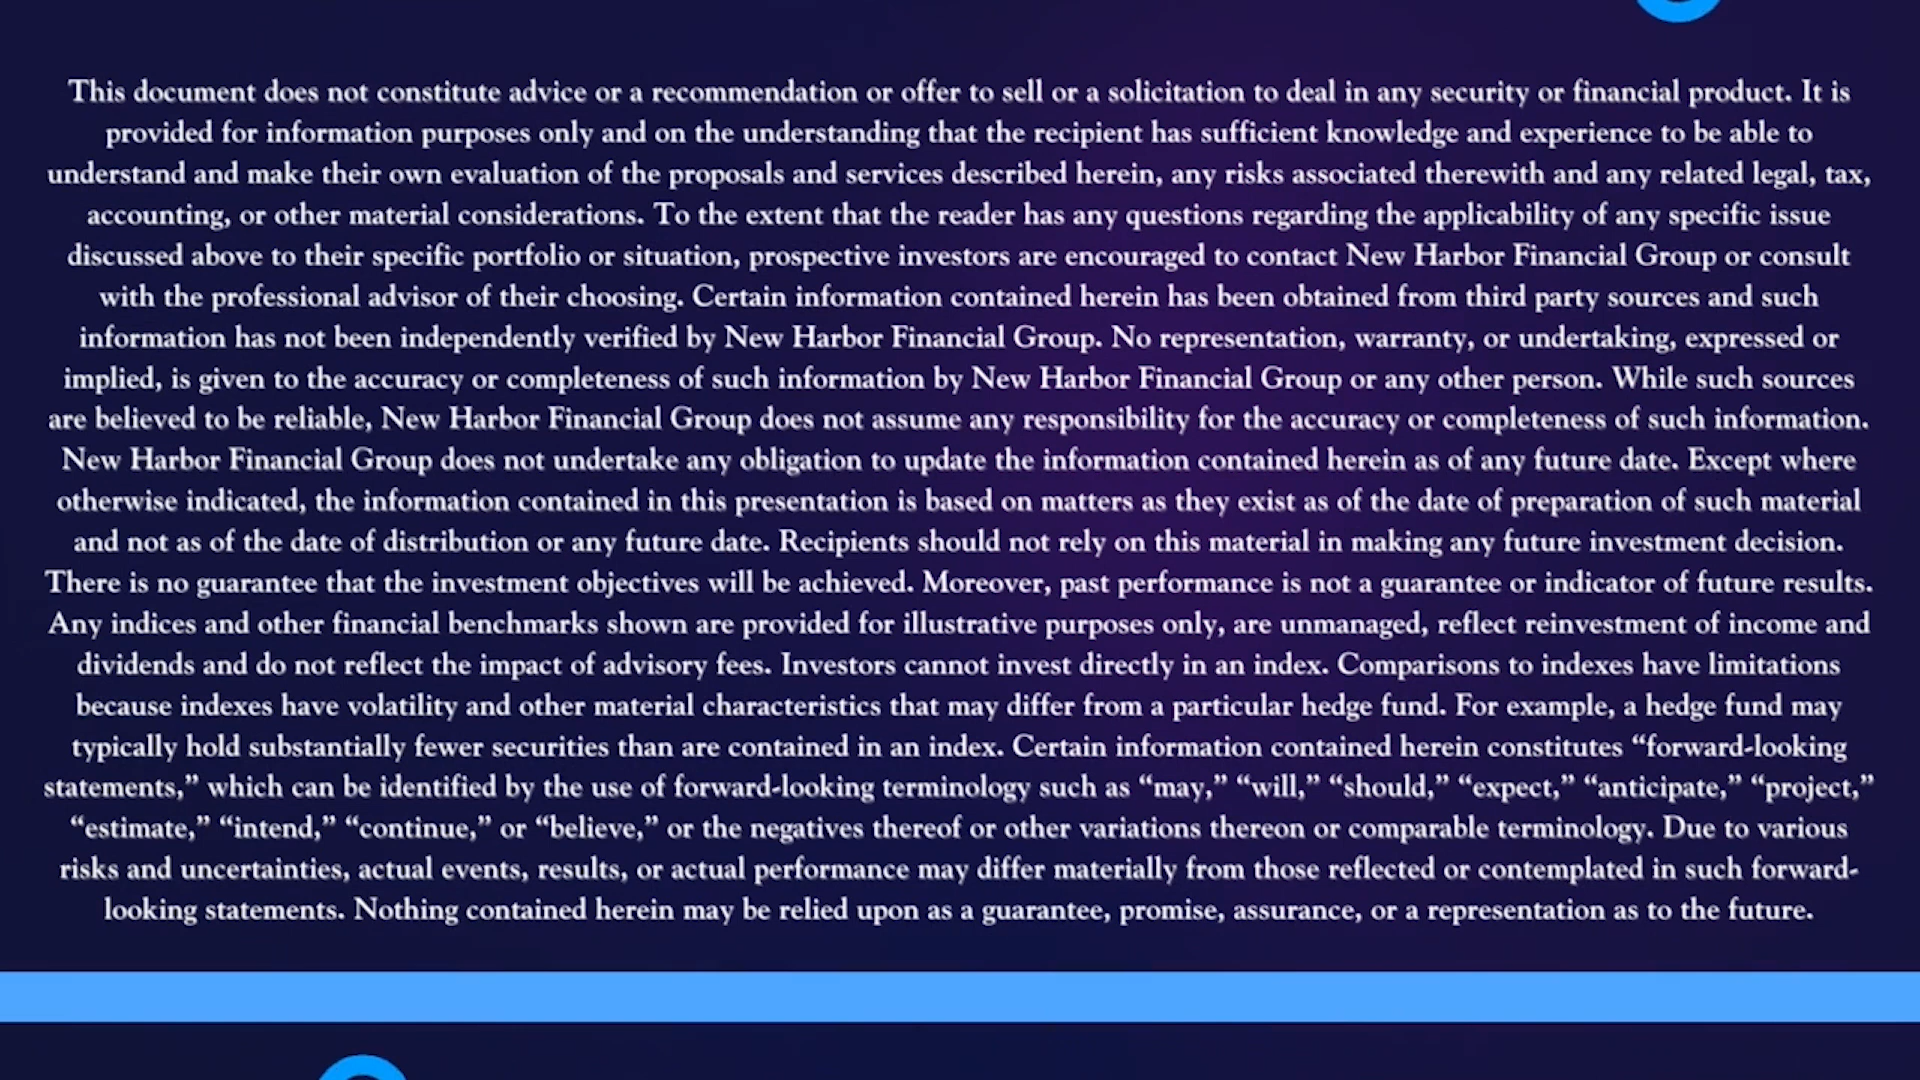 This document does not constitute advice or a recommendation or offer to sell or a solicitation to deal in any security or financial product. It is
provided for information purposes only and on the understanding that the recipient has sufficient knowledge and experience to be able to
understand and make their own evaluation of the proposals and services described herein, any risks associated therewith and any related legal, tax,
accounting, or other material considerations. To the extent that the reader has any questions regarding the applicability of any specific issue
discussed above to their specific portfolio or situation, prospective investors are encouraged to contact New Harbor Financial Group or consult
with the professional advisor of their choosing. Certain information contained herein has been obtained from third party sources and such
information has not been independently verified by New Harbor Financial Group. No representation, warranty, or undertaking, expressed or
implied, is given to the accuracy or completeness of such information by New Harbor Financial Group or any other person. While such sources
are believed to be reliable, New Harbor Financial Group does not assume any responsibility for the accuracy or completeness of such information.
New Harbor Financial Group does not undertake any obligation to update the information contained herein as of any future date. Except where
otherwise indicated, the information contained in this presentation is based on matters as they exist as of the date of preparation of such material
and not as of the date of distribution or any future date. Recipients should not rely on this material in making any future investment decision.
There is no guarantee that the investment objectives will be achieved. Moreover, past performance is not a guarantee or indicator of future results.
Any indices and other financial benchmarks shown are provided for illustrative purposes only, are unmanaged, reflect reinvestment of income and
dividends and do not reflect the impact of advisory fees. Investors cannot invest directly in an index. Comparisons to indexes have limitations
because indexes have volatility and other material characteristics that may differ from a particular hedge fund. For example, a hedge fund may
typically hold substantially fewer securities than are contained in an index. Certain information contained herein constitutes “forward-looking
statements,” which can be identified by the use of forward-looking terminology such as “may,” “will,” “should,” “expect,” “anticipate,” “project,”
“estimate,” “intend,” “continue,” or “believe,” or the negatives thereof or other variations thereon or comparable terminology. Due to various
risks and uncertainties, actual events, results, or actual performance may differ materially from those reflected or contemplated in such forward-
looking statements. Nothing contained herein may be relied upon as a guarantee, promise, assurance, or a representation as to the future.